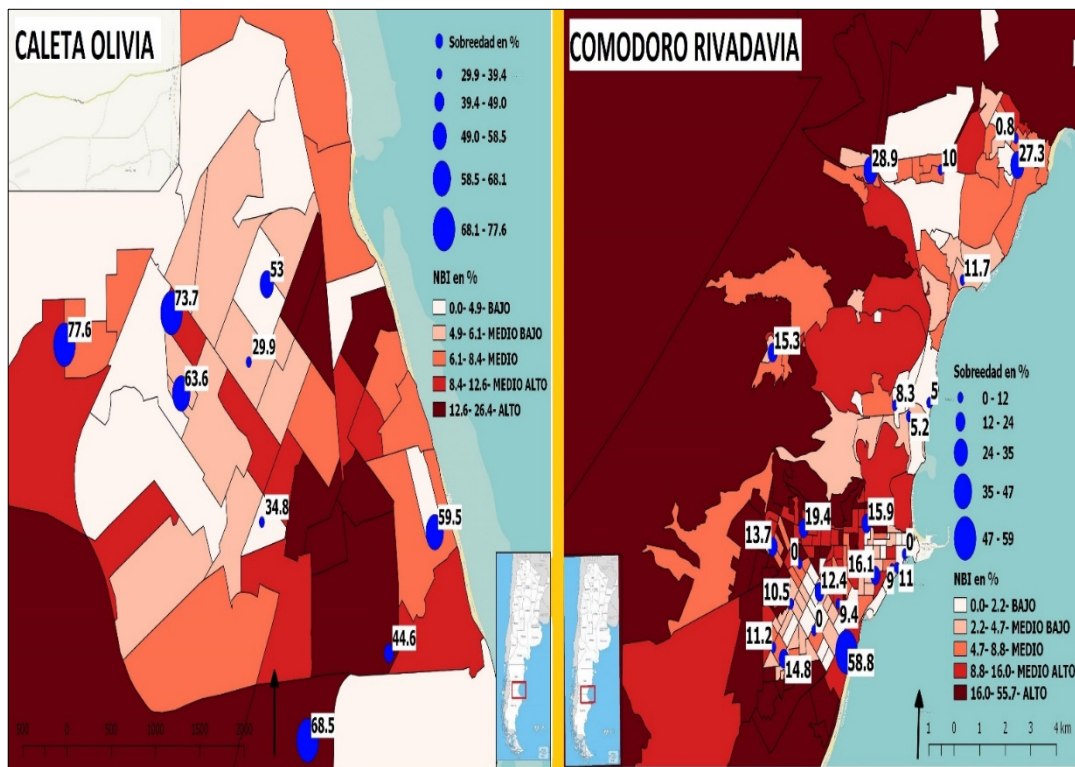 CALETA OLIVIA
Sobreedad en %
29.9 - 39.4
39.4 - 49.0
49.0 - 58.5
58.5 - 68.1
68.1 - 77.6
NBI en %
0.0- 4.9- BAJO
4.9- 6.1- MEDIO BAJO
6.1- 8.4- MEDIO
8.4- 12.6- MEDIO ALTO
12.6- 26.4- ALTO
53
73.7
77.6
29.9
63.6
34.8
59.5
44.6
68.5
500
0
500
1000
1500
2000
COMODORO RIVADAVIA
0.8
28.9
10
27.3
11.7
15.3
8.3
5
5.2
19.4
15.9
13.7
0
0
16.1
9
11
12.4
10.5
0
9.4
11.2
14.8
58.8
Sobreedad en %
0 - 12
12 - 24
24 - 35
35 - 47
47 - 59
NBI en %
0.0- 2.2- BAJO
2.2- 4.7- MEDIO BAJO
4.7- 8.8- MEDIO
8.8- 16.0- MEDIO ALTO
16.0- 55.7- ALTO
1 0 1 2 3 4 km